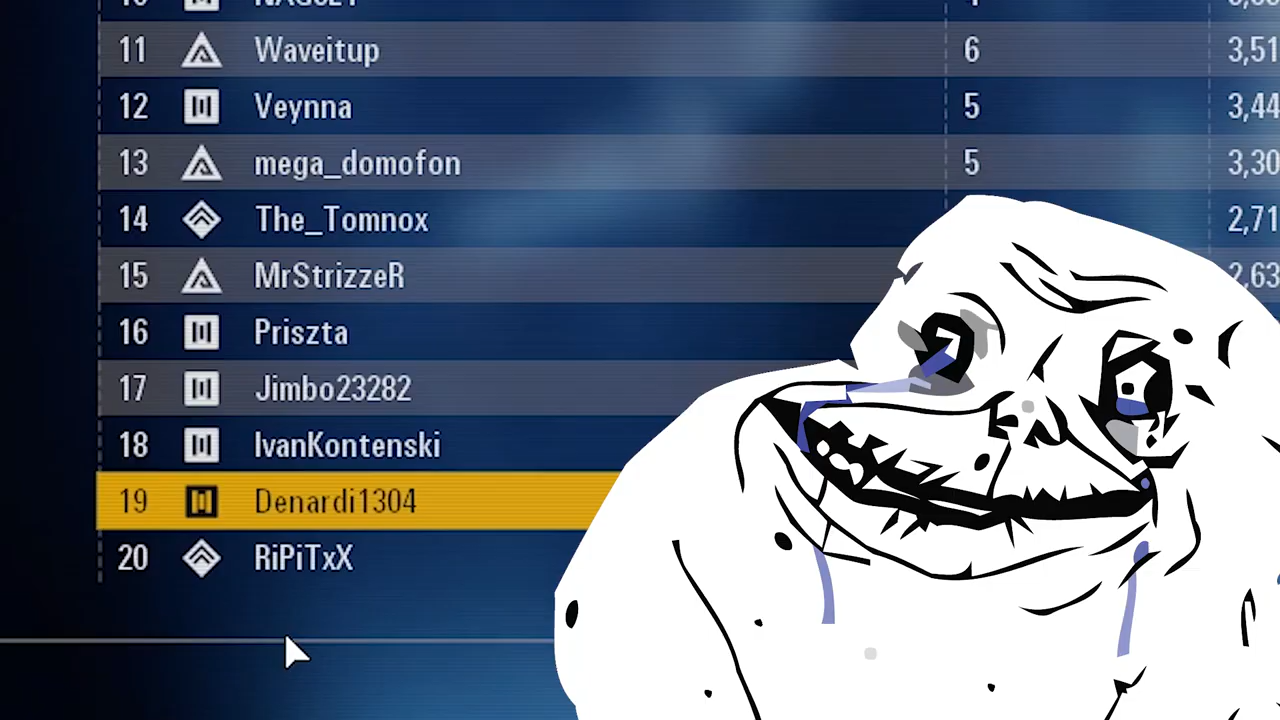 11 Waveitup 6 3,51
12 Veynna 5 3,44
13 mega_domofon 5 3,30
14 The_Tomnox 2,71
15 MrStrizzeR 2,63
16 Priszta
17 Jimbo23282
18 IvanKontenski
19 Denardi1304
20 RiPiTxX